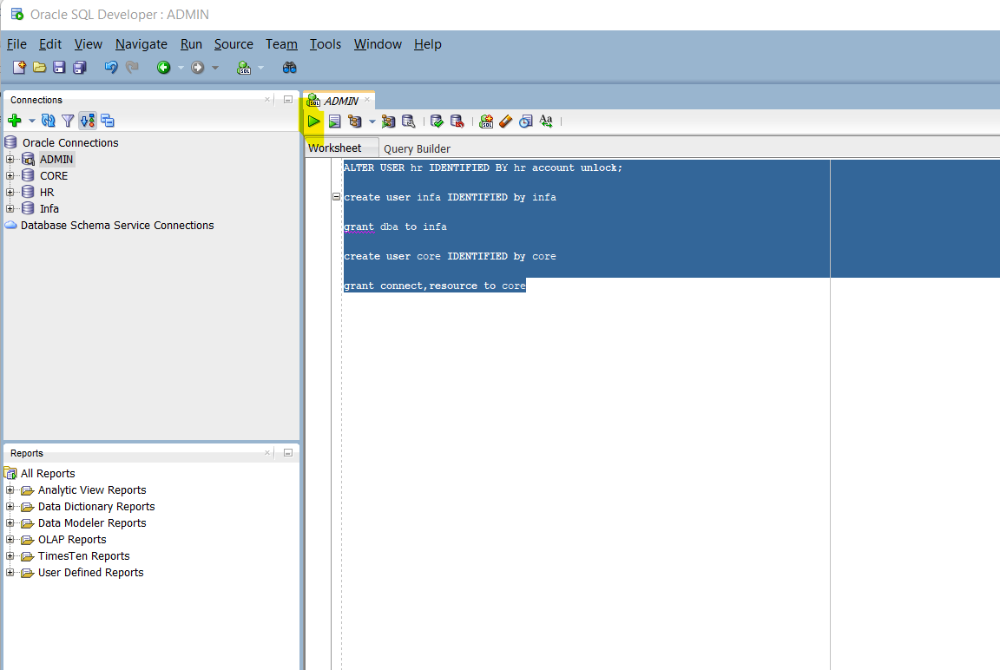 Oracle SQL Developer : ADMIN
File Edit View Navigate Run Source Team Tools Window Help
Connections
Oracle Connections
ADMIN
CORE
HR
Infa
Database Schema Service Connections
Reports
All Reports
Analytic View Reports
Data Dictionary Reports
Data Modeler Reports
OLAP Reports
TimesTen Reports
User Defined Reports
ADMIN
Worksheet Query Builder
ALTER USER hr IDENTIFIED BY hr account unlock;
create user infa IDENTIFIED by infa
grant dba to infa
create user core IDENTIFIED by core
grant connect,resource to core